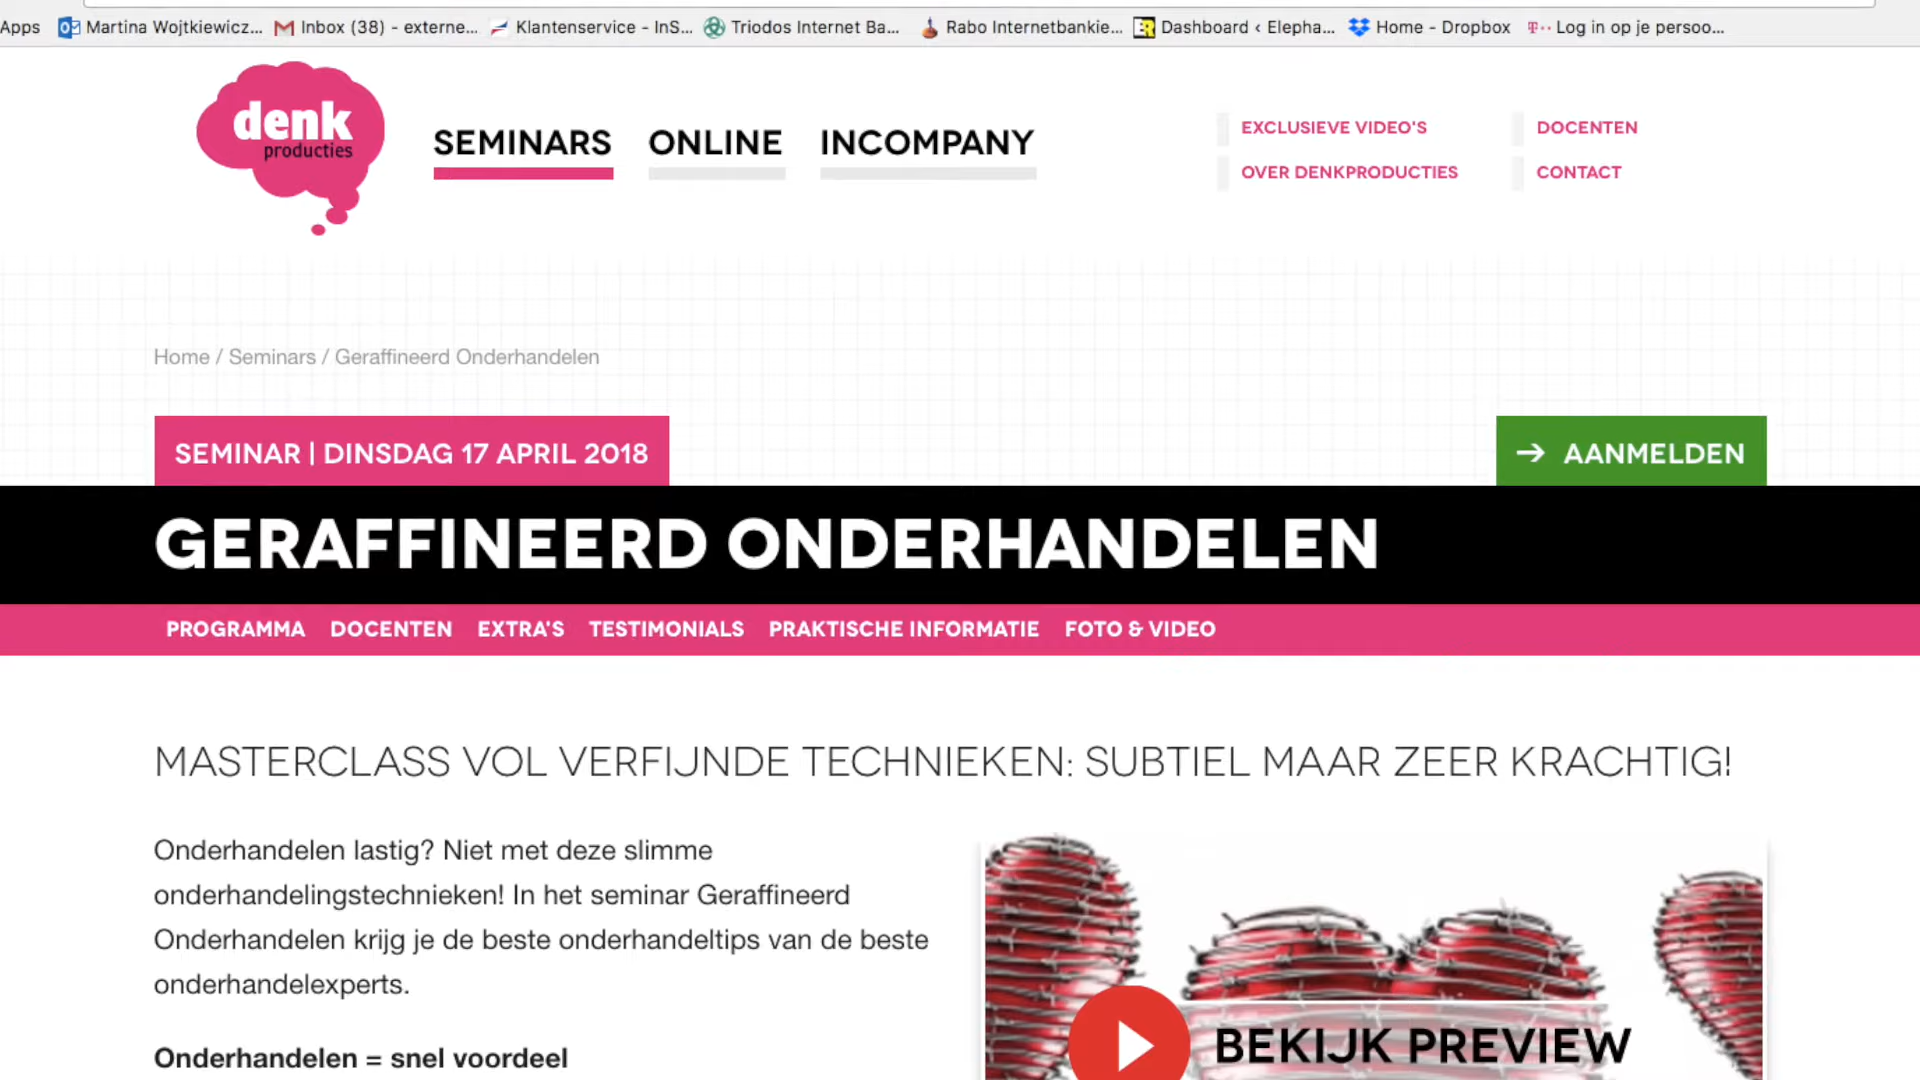 Apps Martina Wojtkiewicz... Inbox (38) - externe... Klantenservice - InS... Triodos Internet Ba... Rabo Internetbankie... Dashboard ‹ Elepha... Home - Dropbox Log in op je persoo...
denk
producties
SEMINARS ONLINE INCOMPANY
EXCLUSIEVE VIDEO'S DOCENTEN
OVER DENKPRODUCTIES CONTACT
Home / Seminars / Geraffineerd Onderhandelen
SEMINAR | DINSDAG 17 APRIL 2018
→ AANMELDEN
GERAFFINEERD ONDERHANDELEN
PROGRAMMA DOCENTEN EXTRA'S TESTIMONIALS PRAKTISCHE INFORMATIE FOTO & VIDEO
MASTERCLASS VOL VERFIJNDE TECHNIEKEN: SUBTIEL MAAR ZEER KRACHTIG!
Onderhandelen lastig? Niet met deze slimme
onderhandelingstechnieken! In het seminar Geraffineerd
Onderhandelen krijg je de beste onderhandeltips van de beste
onderhandelexperts.
Onderhandelen = snel voordeel
BEKIJK PREVIEW